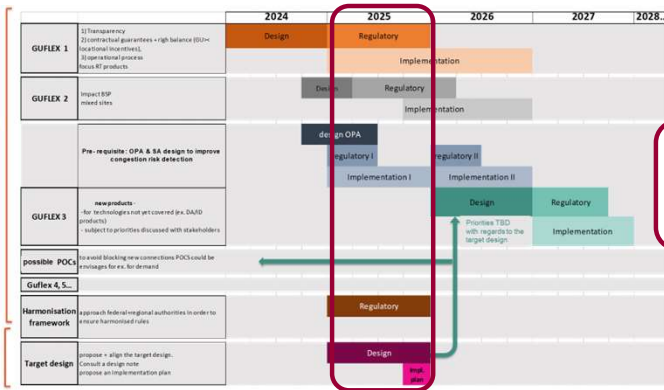 2024 2025 2026 2027 2028...
GUFLEX 1
1) Transparency
2) contractual guarantees + righ balance (GU><
locational incentives),
3) operational process
focus RT products
Design
Regulatory
Implementation
GUFLEX 2
Impact BSP
mixed sites
Design
Regulatory
Implementation
Pre- requisite: OPA & SA design to improve
congestion risk detection
design OPA
regulatory I
regulatory II
Implementation I
Implementation II
GUFLEX 3
new products -
- for technologies not yet covered (ex. DA/ID
products)
- subject to priorities discussed with stakeholders
Design
Regulatory
Priorities TBD
with regards to the
target design
Implementation
possible POCs
to avoid blocking new connections POCS could be
envisages for ex. for demand
Guflex 4, 5...
Harmonisation
framework
approach federal+regional authorities in order to
ensure harmonised rules
Regulatory
Target design
propose + align the target design.
Consult a design note
propose an implementation plan
Design
Impl.
plan